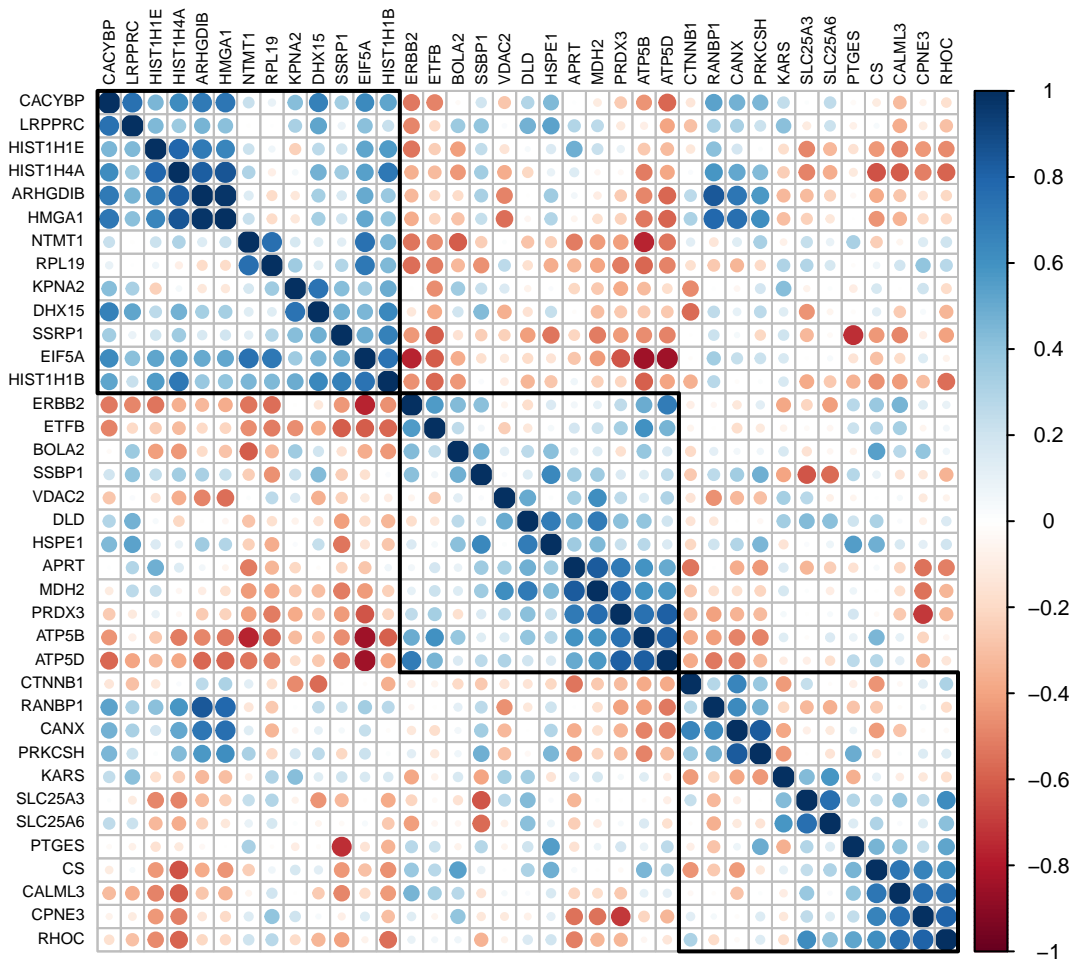 CACYBP LRPPRC HIST1H1E HIST1H4A ARHGDIB HMGA1 NTMT1 RPL19 KPNA2 DHX15 SSRP1 EIF5A HIST1H1B ERBB2 ETFB BOLA2 SSBP1 VDAC2 DLD HSPE1 APRT MDH2 PRDX3 ATP5B ATP5D CTNNB1 RANBP1 CANX PRKCSH KARS SLC25A3 SLC25A6 PTGES CS CALML3 CPNE3 RHOC
CACYBP
LRPPRC
HIST1H1E
HIST1H4A
ARHGDIB
HMGA1
NTMT1
RPL19
KPNA2
DHX15
SSRP1
EIF5A
HIST1H1B
ERBB2
ETFB
BOLA2
SSBP1
VDAC2
DLD
HSPE1
APRT
MDH2
PRDX3
ATP5B
ATP5D
CTNNB1
RANBP1
CANX
PRKCSH
KARS
SLC25A3
SLC25A6
PTGES
CS
CALML3
CPNE3
RHOC
1
0.8
0.6
0.4
0.2
0
−0.2
−0.4
−0.6
−0.8
−1